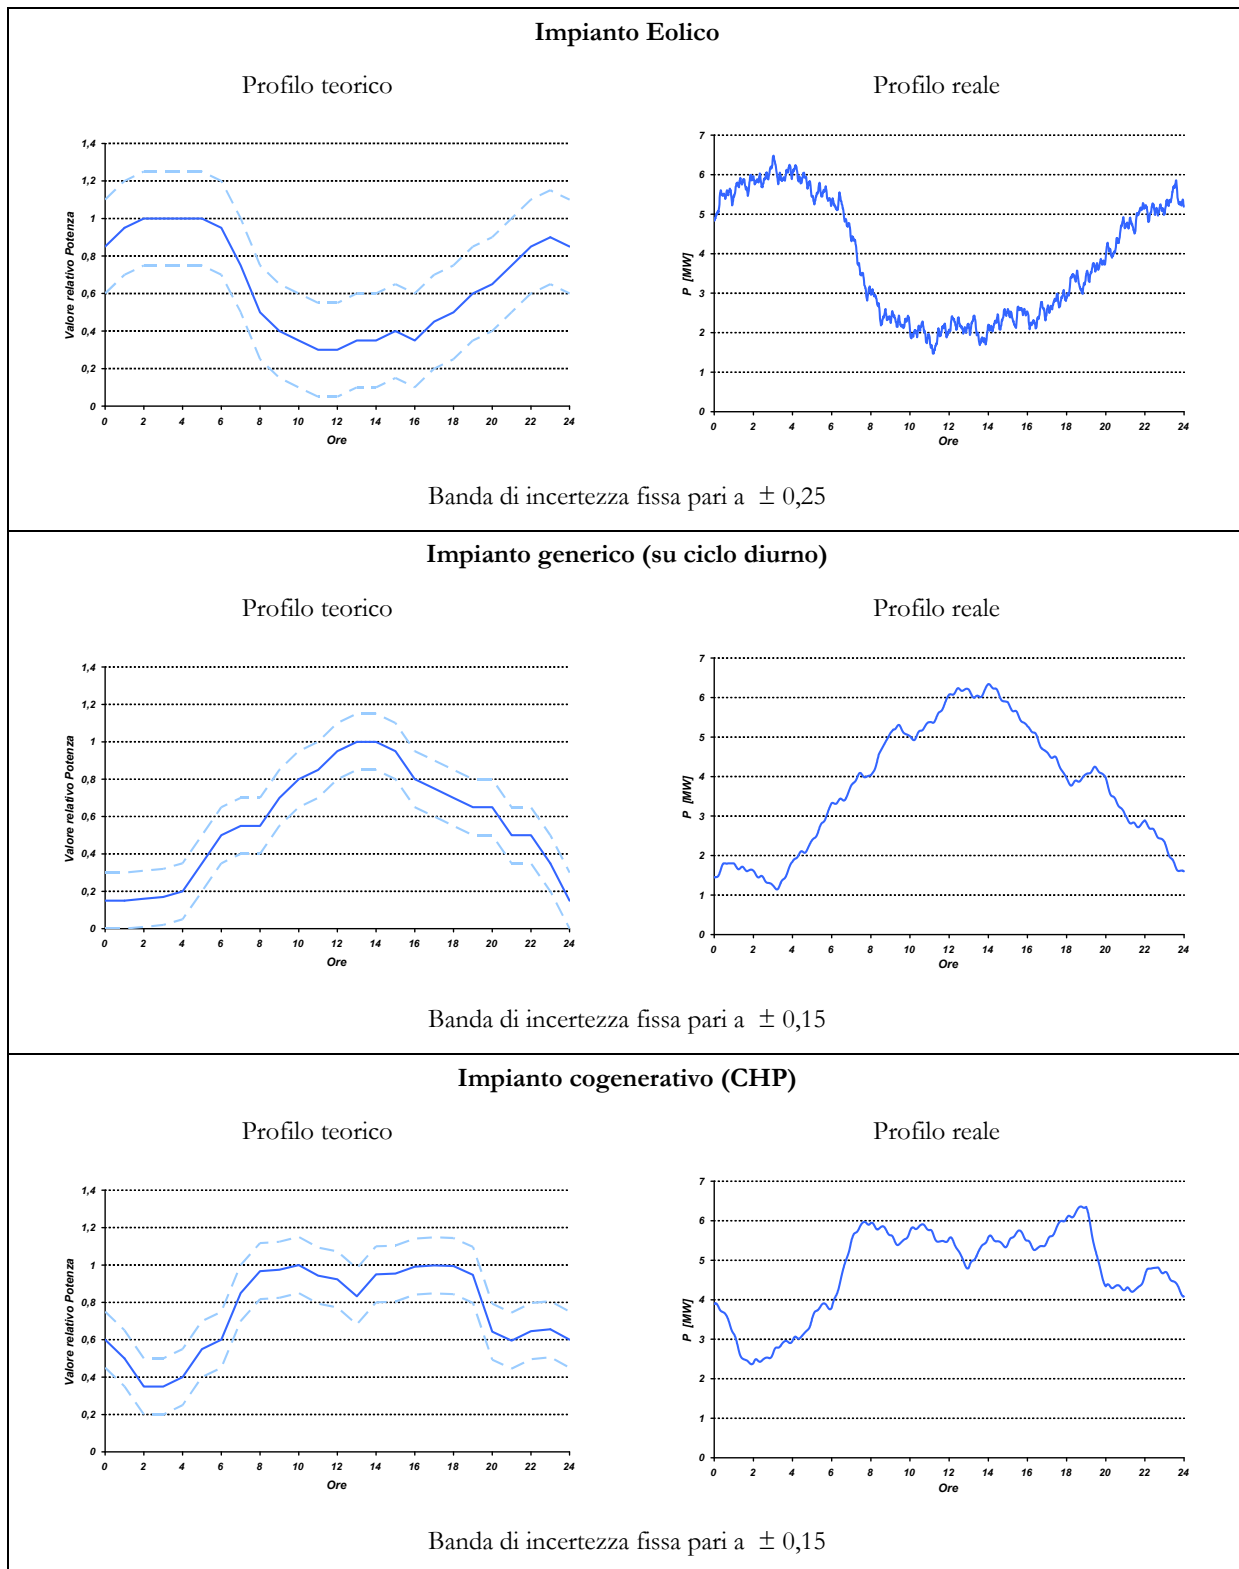 Impianto Eolico
Profilo teorico
Profilo reale
1,4
1,2
1
0,8
0,6
0,4
0,2
0
Valore relativo Potenza
0 2 4 6 8 10 12 14 16 18 20 22 24
Ore
7
6
5
4
3
2
1
0
P [MW]
0 2 4 6 8 10 12 14 16 18 20 22 24
Ore
Banda di incertezza fissa pari a ± 0,25
Impianto generico (su ciclo diurno)
Profilo teorico
Profilo reale
1,4
1,2
1
0,8
0,6
0,4
0,2
0
Valore relativo Potenza
0 2 4 6 8 10 12 14 16 18 20 22 24
Ore
7
6
5
4
3
2
1
0
P [MW]
0 2 4 6 8 10 12 14 16 18 20 22 24
Ore
Banda di incertezza fissa pari a ± 0,15
Impianto cogenerativo (CHP)
Profilo teorico
Profilo reale
1,4
1,2
1
0,8
0,6
0,4
0,2
0
Valore relativo Potenza
0 2 4 6 8 10 12 14 16 18 20 22 24
Ore
7
6
5
4
3
2
1
0
P [MW]
0 2 4 6 8 10 12 14 16 18 20 22 24
Ore
Banda di incertezza fissa pari a ± 0,15